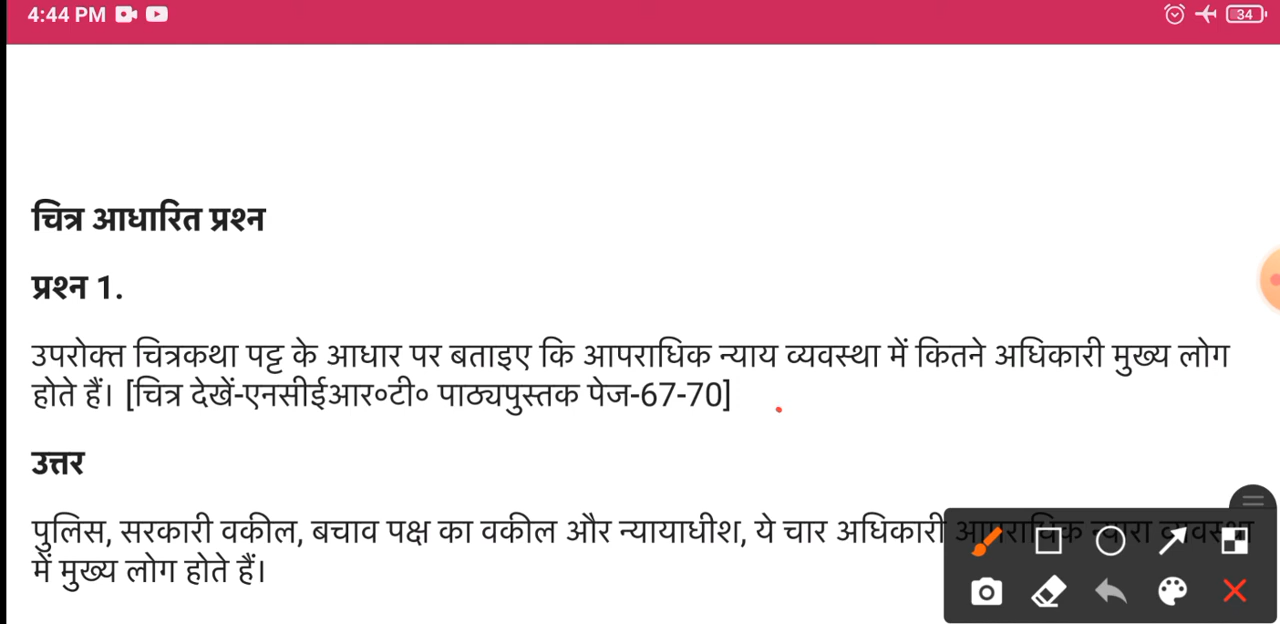 4:44 PM
34
चित्र आधारित प्रश्न
प्रश्न 1.
उपरोक्त चित्रकथा पट्ट के आधार पर बताइए कि आपराधिक न्याय व्यवस्था में कितने अधिकारी मुख्य लोग
होते हैं। [चित्र देखें-एनसीईआर०टी० पाठ्यपुस्तक पेज-67-70]
उत्तर
पुलिस, सरकारी वकील, बचाव पक्ष का वकील और न्यायाधीश, ये चार अधिकारी
में मुख्य लोग होते हैं।